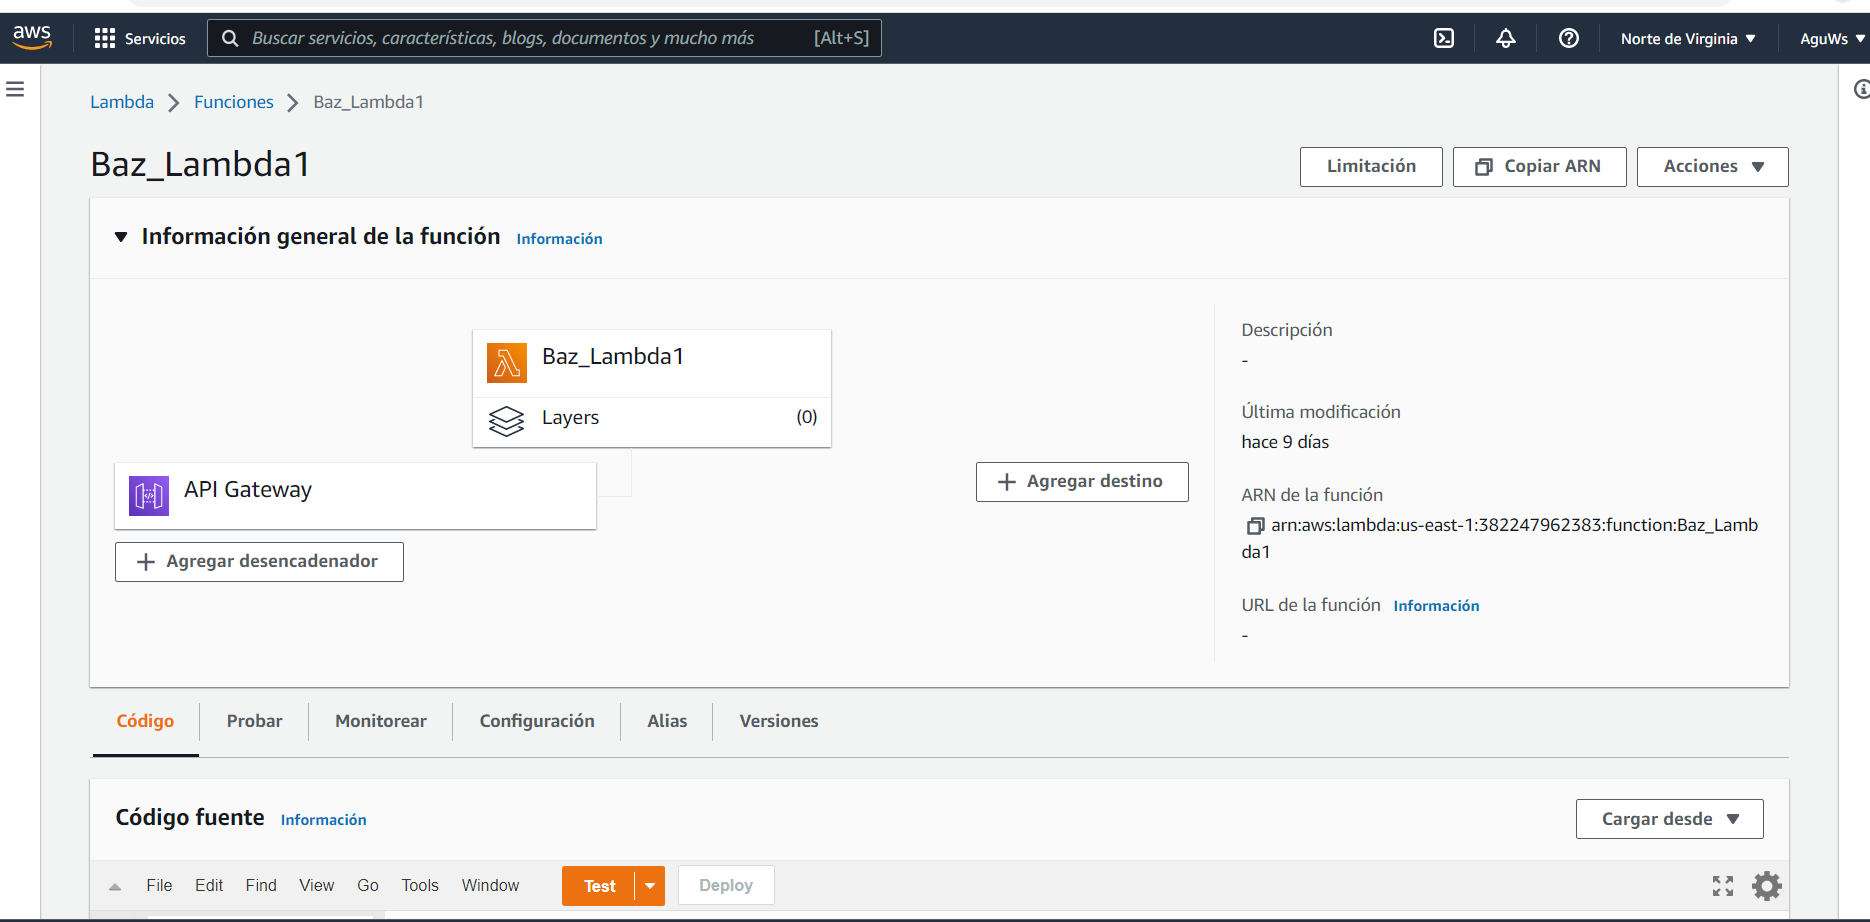 aws
Servicios
Buscar servicios, características, blogs, documentos y mucho más [Alt+S]
Norte de Virginia
AguWs
Lambda
Funciones
Baz_Lambda1
Baz_Lambda1
Limitación
Copiar ARN
Acciones
Información general de la función Información
Baz_Lambda1
Layers (0)
API Gateway
Agregar desencadenador
Agregar destino
Descripción
-
Última modificación
hace 9 días
ARN de la función
arn:aws:lambda:us-east-1:382247962383:function:Baz_Lamb
da1
URL de la función Información
-
Código
Probar
Monitorear
Configuración
Alias
Versiones
Código fuente Información
Cargar desde
File Edit Find View Go Tools Window
Test
Deploy